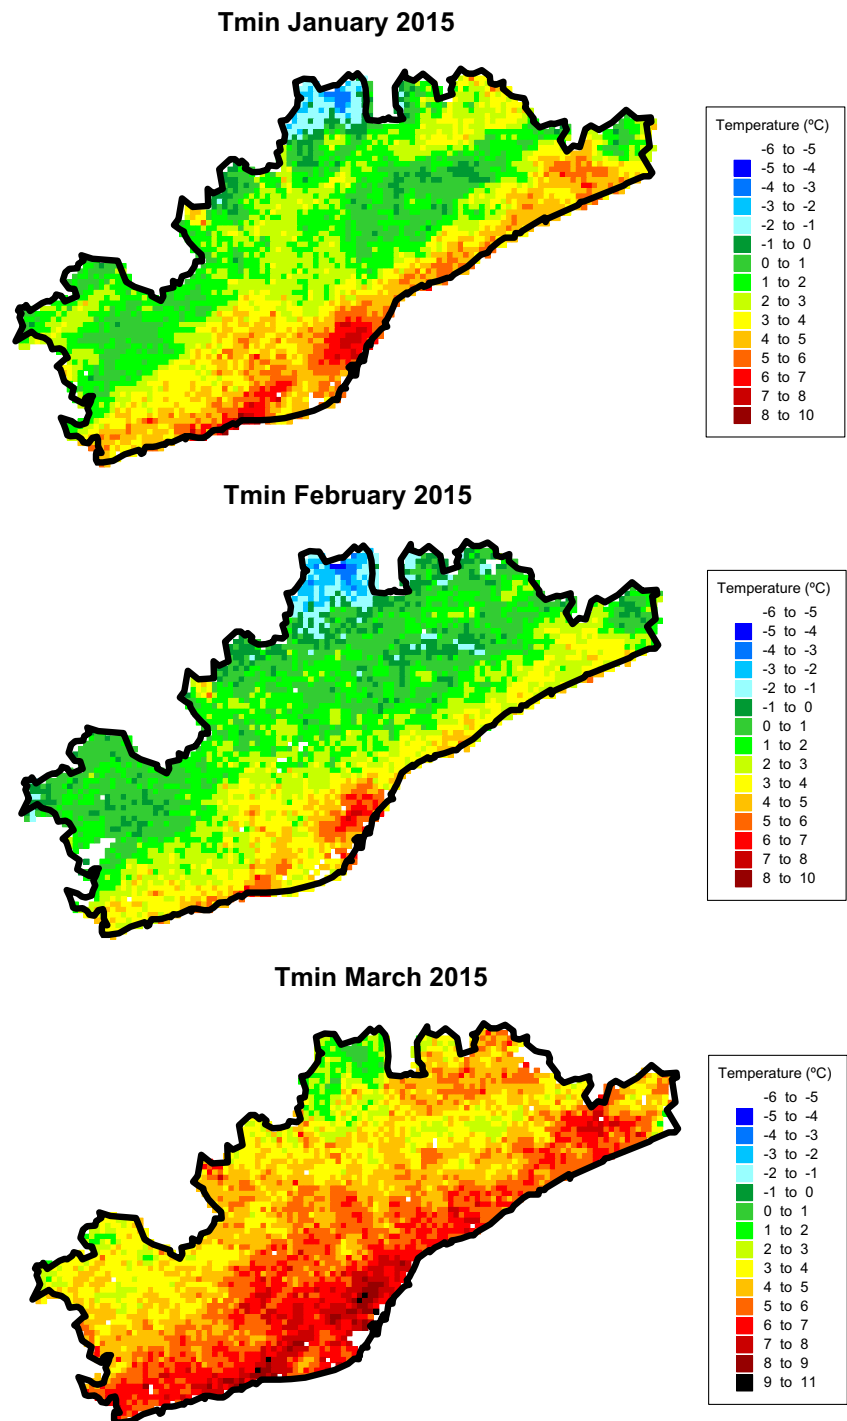 Tmin January 2015
Temperature (ºC)
-6 to -5
-5 to -4
-4 to -3
-3 to -2
-2 to -1
-1 to 0
0 to 1
1 to 2
2 to 3
3 to 4
4 to 5
5 to 6
6 to 7
7 to 8
8 to 10
Tmin February 2015
Temperature (ºC)
-6 to -5
-5 to -4
-4 to -3
-3 to -2
-2 to -1
-1 to 0
0 to 1
1 to 2
2 to 3
3 to 4
4 to 5
5 to 6
6 to 7
7 to 8
8 to 10
Tmin March 2015
Temperature (ºC)
-6 to -5
-5 to -4
-4 to -3
-3 to -2
-2 to -1
-1 to 0
0 to 1
1 to 2
2 to 3
3 to 4
4 to 5
5 to 6
6 to 7
7 to 8
8 to 9
9 to 11